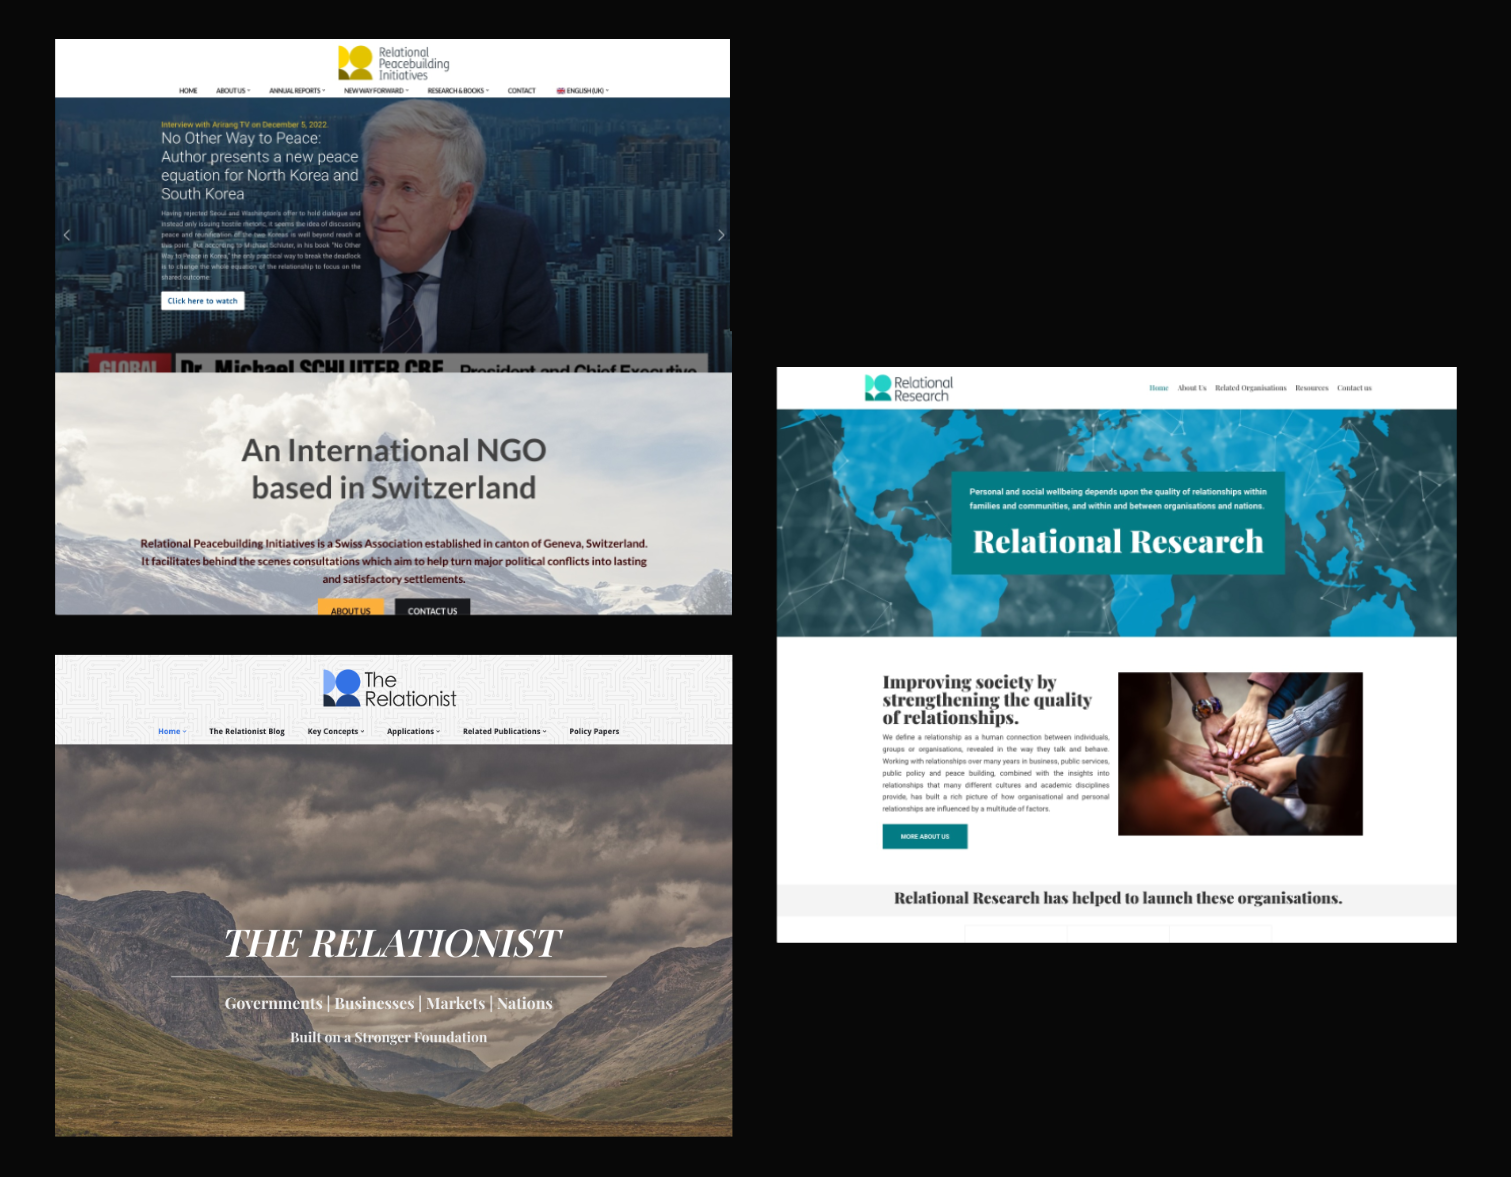 Relational
Peacebuilding
Initiatives
HOME ABOUT US ANNUAL REPORTS NEW WAY FORWARD RESEARCH & BOOKS CONTACT ENGLISH (UK)
Interview with Arirang TV on December 5, 2022.
No Other Way to Peace:
Author presents a new peace
equation for North Korea and
South Korea
Having rejected Seoul and Washington's offer to hold dialogue and
instead only issuing hostile rhetoric, it seems the idea of discussing
peace and reunification of the two Koreas is well beyond reach at
this point. But according to Michael Schluter, in his book "No Other
Way to Peace in Korea," the only practical way to break the deadlock
is to change the whole equation of the relationship to focus on the
shared outcome.
Click here to watch
GLOBAL Dr. Michael SCHLUTER CBE President and Chief Executive
An International NGO
based in Switzerland
Relational Peacebuilding Initiatives is a Swiss Association established in canton of Geneva, Switzerland.
It facilitates behind the scenes consultations which aim to help turn major political conflicts into lasting
and satisfactory settlements.
ABOUT US CONTACT US
The
Relationist
Home The Relationist Blog Key Concepts Applications Related Publications Policy Papers
THE RELATIONIST
Governments | Businesses | Markets | Nations
Built on a Stronger Foundation
Relational
Research
Home About Us Related Organisations Resources Contact us
Personal and social wellbeing depends upon the quality of relationships within
families and communities, and within and between organisations and nations.
Relational Research
Improving society by
strengthening the quality
of relationships.
We define a relationship as a human connection between individuals,
groups or organisations, revealed in the way they talk and behave.
Working with relationships over many years in business, public services,
public policy and peace building, combined with the insights into
relationships that many different cultures and academic disciplines
provide, has built a rich picture of how organisational and personal
relationships are influenced by a multitude of factors.
MORE ABOUT US
Relational Research has helped to launch these organisations.